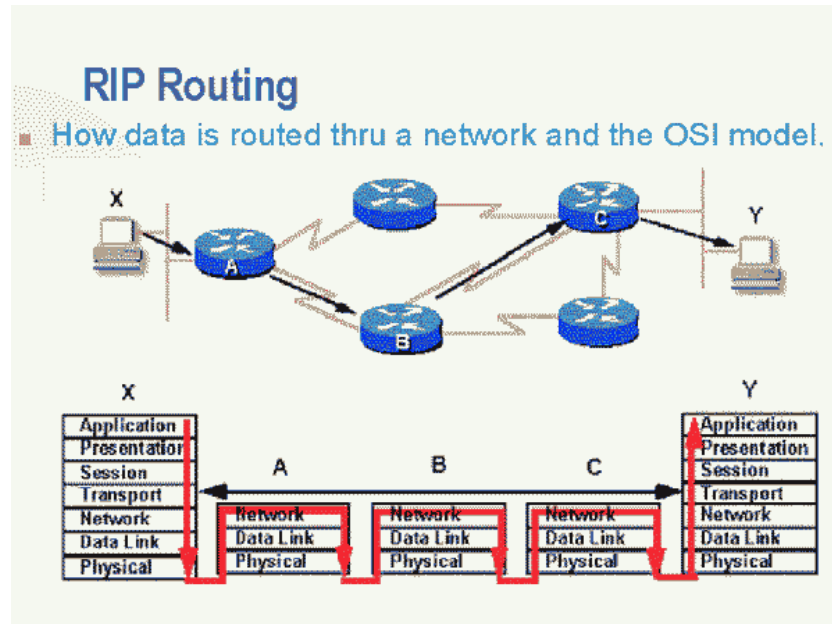 RIP Routing
How data is routed thru a network and the OSI model.
X
A
B
C
Y
X
Application
Presentation
Session
Transport
Network
Data Link
Physical
A
Network
Data Link
Physical
B
Network
Data Link
Physical
C
Network
Data Link
Physical
Y
Application
Presentation
Session
Transport
Network
Data Link
Physical